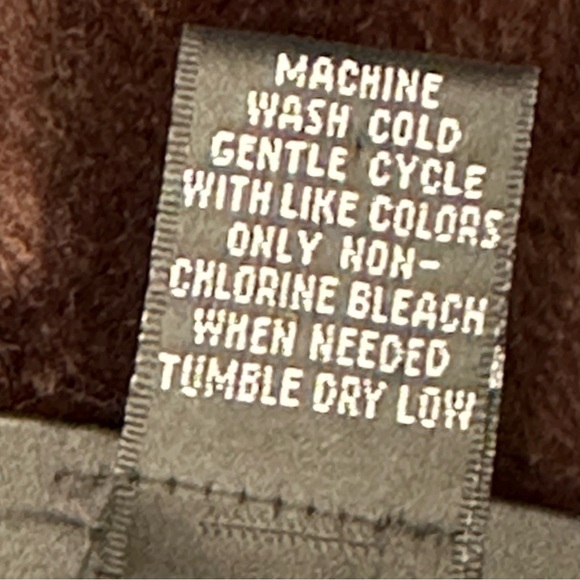 MACHINE
WASH COLD
GENTLE CYCLE
WITH LIKE COLORS
ONLY NON-
CHLORINE BLEACH
WHEN NEEDED
TUMBLE DRY LOW